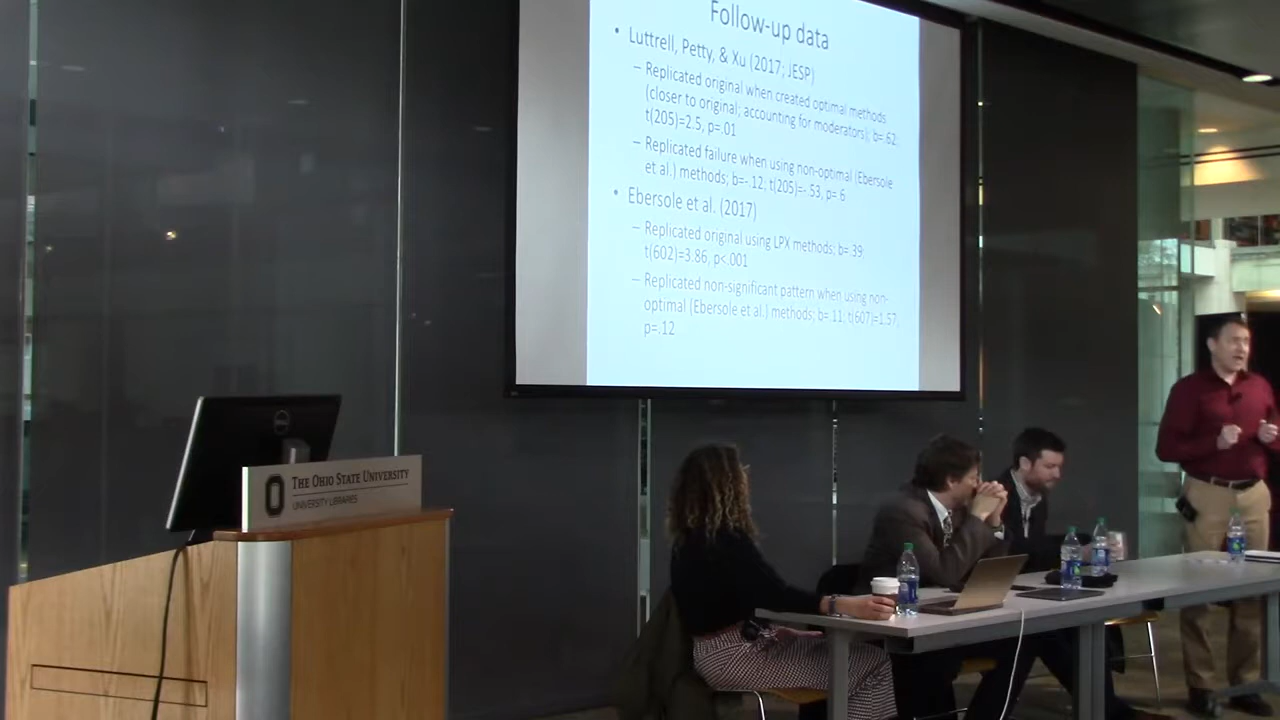 Follow-up data
• Luttrell, Petty, & Xu (2017; JESP)
– Replicated original when created optimal methods
(closer to original; accounting for moderators); b=.62,
t(205)=2.5, p=.01
– Replicated failure when using non-optimal (Ebersole
et al.) methods; b=-.12, t(205)=-.53, p=.6
• Ebersole et al. (2017)
– Replicated original using LPX methods; b=.39,
t(602)=3.86, p<.001
– Replicated non-significant pattern when using non-
optimal (Ebersole et al.) methods; b=.11, t(607)=1.57,
p=.12
DELL
THE OHIO STATE UNIVERSITY
UNIVERSITY LIBRARIES